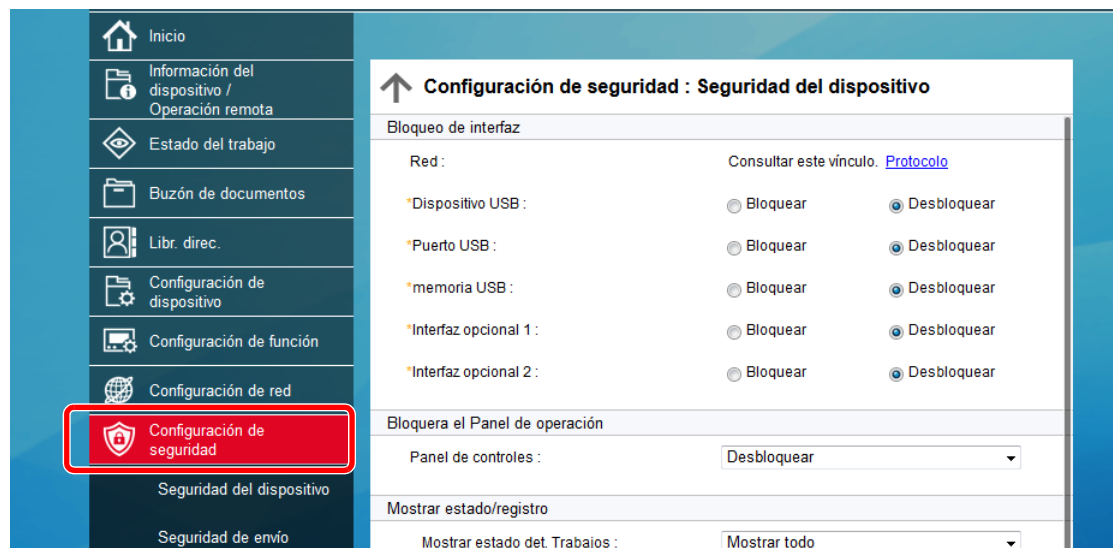 Inicio
Información del
dispositivo /
Operación remota
Estado del trabajo
Buzón de documentos
Libr. direc.
Configuración de
dispositivo
Configuración de función
Configuración de red
Configuración de
seguridad
Seguridad del dispositivo
Seguridad de envío
Configuración de seguridad : Seguridad del dispositivo
Bloqueo de interfaz
Red : Consultar este vínculo. Protocolo
*Dispositivo USB : Bloquear Desbloquear
*Puerto USB : Bloquear Desbloquear
*memoria USB : Bloquear Desbloquear
*Interfaz opcional 1 : Bloquear Desbloquear
*Interfaz opcional 2 : Bloquear Desbloquear
Bloquera el Panel de operación
Panel de controles : Desbloquear
Mostrar estado/registro
Mostrar estado det. Trabajos : Mostrar todo